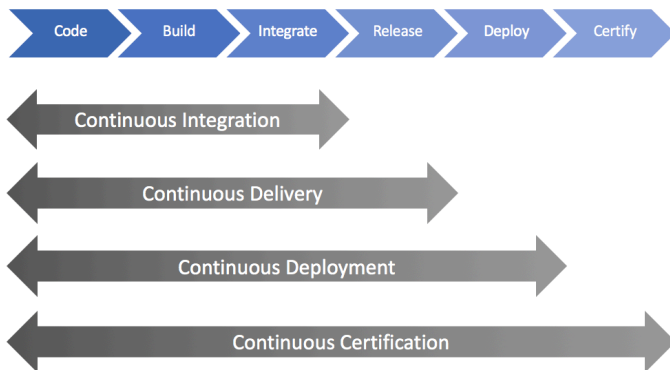 Code Build Integrate Release Deploy Certify
Continuous Integration
Continuous Delivery
Continuous Deployment
Continuous Certification